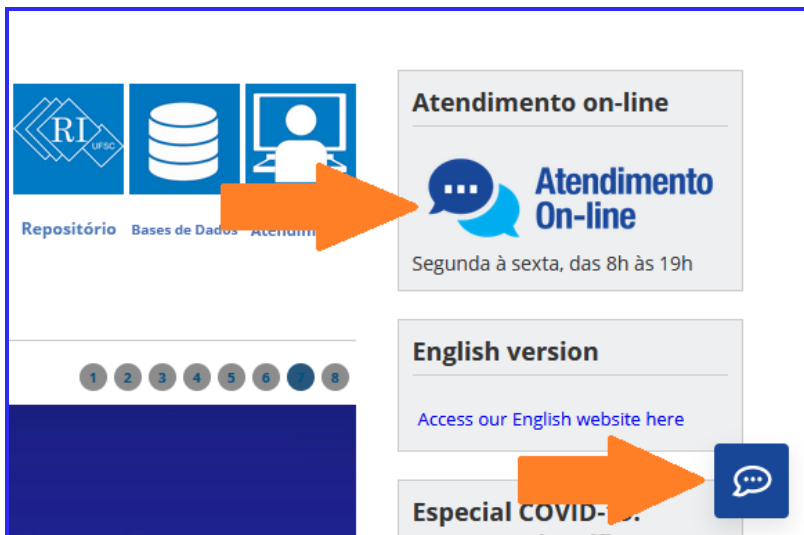 RI
UFSC
Repositório
Bases de Dados
1 2 3 4 5 6 7 8
Atendimento on-line
Atendimento
On-line
Segunda à sexta, das 8h às 19h
English version
Access our English website here
Especial